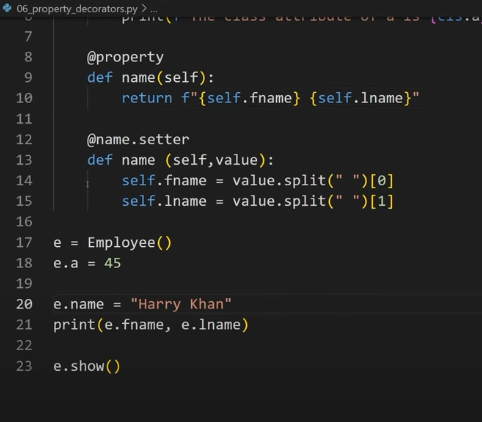 06_property_decorators.py > ...
6 print(f"The class attribute of a is {cls.a
7
8 @property
9 def name(self):
10 return f"{self.fname} {self.lname}"
11
12 @name.setter
13 def name (self,value):
14 self.fname = value.split(" ")[0]
15 self.lname = value.split(" ")[1]
16
17 e = Employee()
18 e.a = 45
19
20 e.name = "Harry Khan"
21 print(e.fname, e.lname)
22
23 e.show()